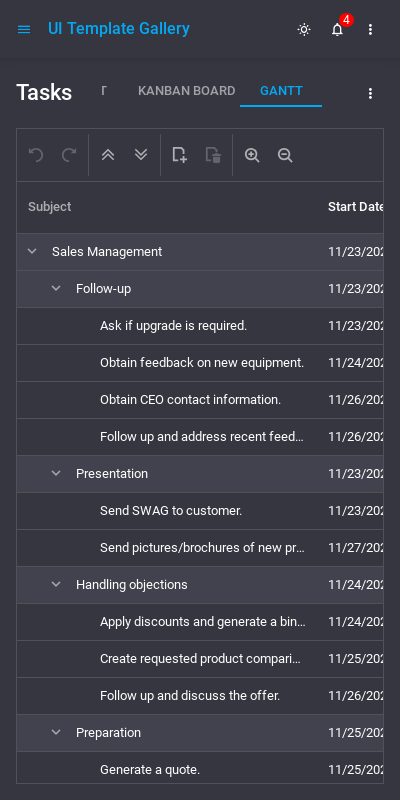 UI Template Gallery
4
Tasks
KANBAN BOARD
GANTT
Subject
Start Date
Sales Management
11/23/202
Follow-up
11/23/202
Ask if upgrade is required.
11/23/202
Obtain feedback on new equipment.
11/24/202
Obtain CEO contact information.
11/26/202
Follow up and address recent feed...
11/26/202
Presentation
11/23/202
Send SWAG to customer.
11/23/202
Send pictures/brochures of new pr...
11/27/202
Handling objections
11/24/202
Apply discounts and generate a bin...
11/24/202
Create requested product compari...
11/25/202
Follow up and discuss the offer.
11/26/202
Preparation
11/25/202
Generate a quote.
11/25/202